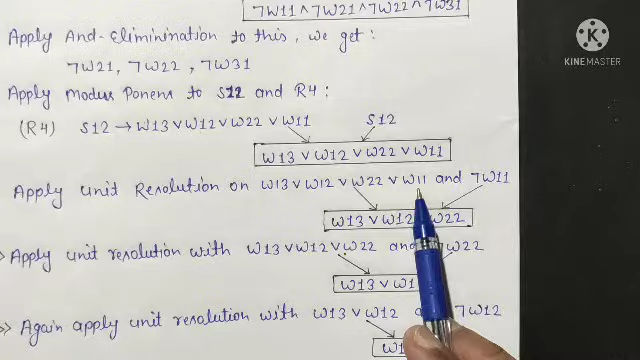 ⌐W11 ∧ ⌐W21 ∧ ⌐W22 ∧ ⌐W31
Apply And-Eliminination to this, we get:
⌐W21, ⌐W22, ⌐W31
Apply Modus Ponens to S12 and R4:
(R4) S12 → W13 ∨ W12 ∨ W22 ∨ W11 S12
W13 ∨ W12 ∨ W22 ∨ W11
Apply unit Resolution on W13 ∨ W12 ∨ W22 ∨ W11 and ⌐W11
W13 ∨ W12 W22
Apply unit resolution with W13 ∨ W12 ∨ W22 and ⌐W22
W13 ∨ W1
>> Again apply unit resolution with W13 ∨ W12 ⌐W12
W1
KINEMASTER